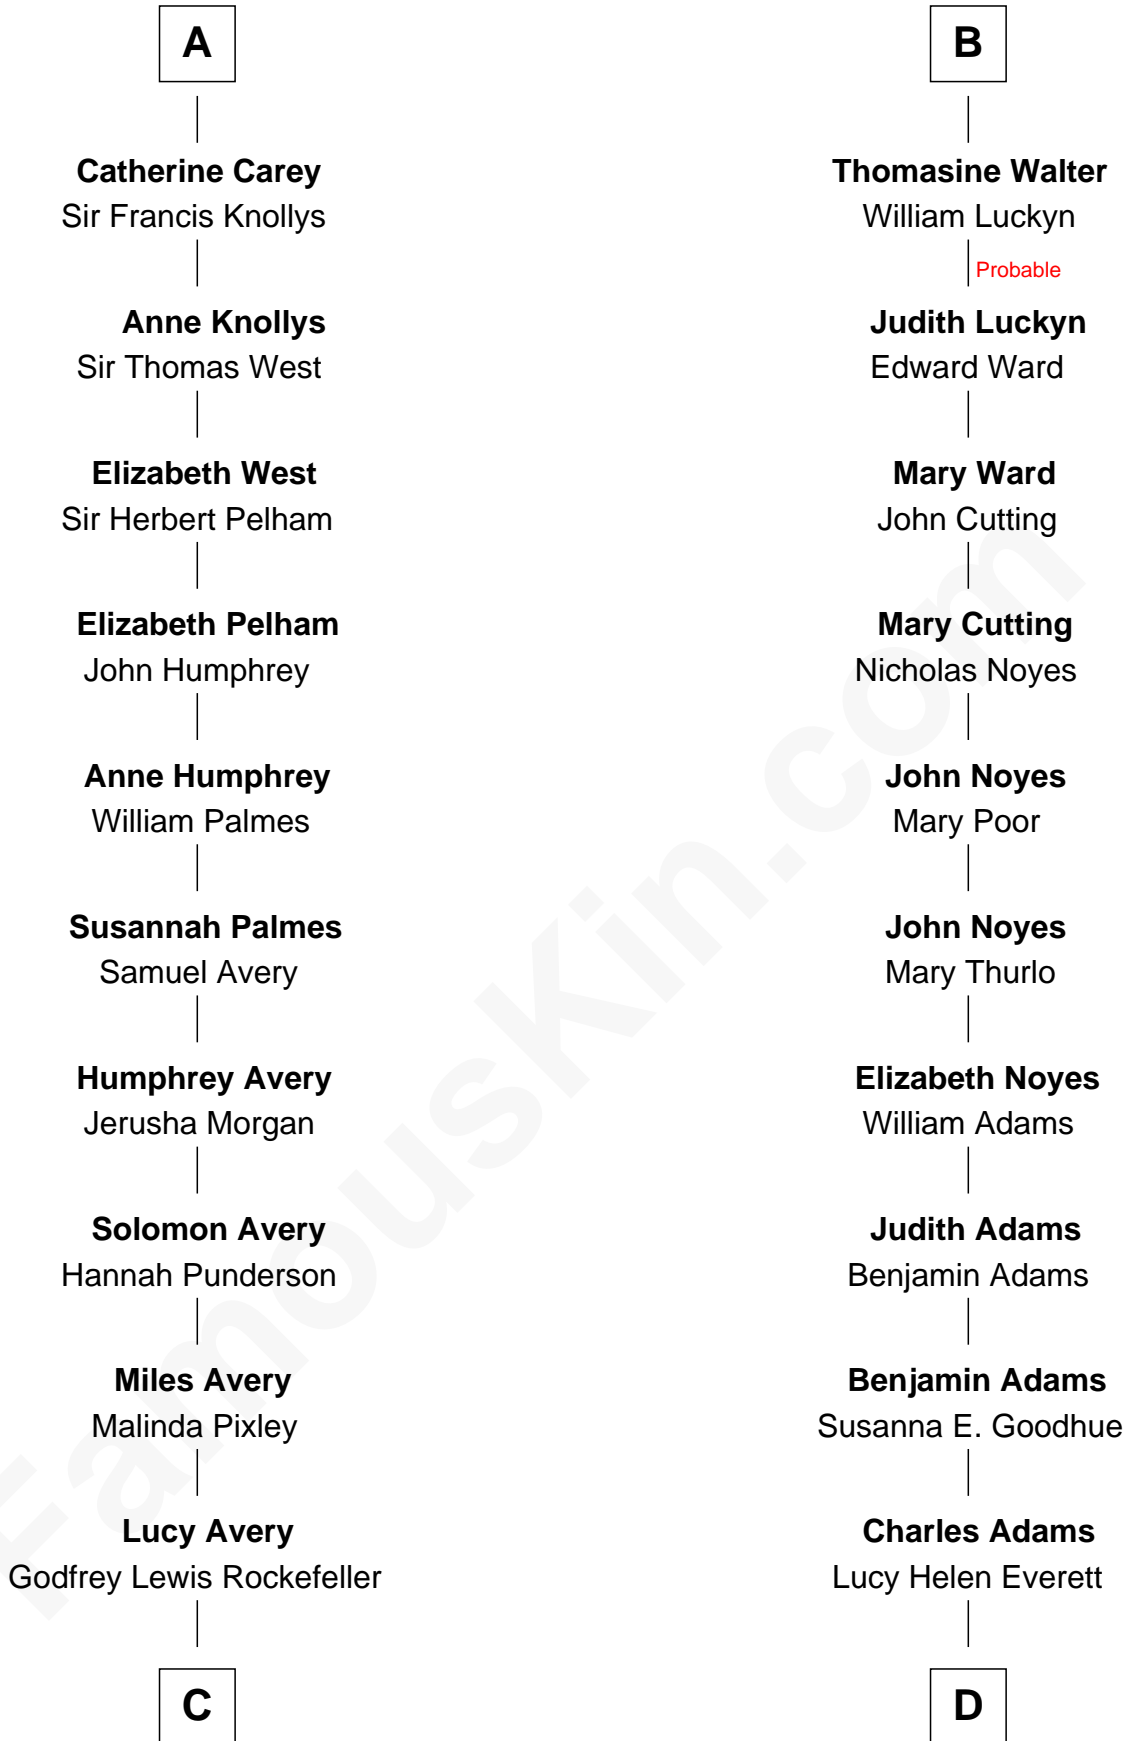 A
Catherine Carey
Sir Francis Knollys
Anne Knollys
Sir Thomas West
Elizabeth West
Sir Herbert Pelham
Elizabeth Pelham
John Humphrey
Anne Humphrey
William Palmes
Susannah Palmes
Samuel Avery
Humphrey Avery
Jerusha Morgan
Solomon Avery
Hannah Punderson
Miles Avery
Malinda Pixley
Lucy Avery
Godfrey Lewis Rockefeller
C
B
Thomasine Walter
William Luckyn
Probable
Judith Luckyn
Edward Ward
Mary Ward
John Cutting
Mary Cutting
Nicholas Noyes
John Noyes
Mary Poor
John Noyes
Mary Thurlo
Elizabeth Noyes
William Adams
Judith Adams
Benjamin Adams
Benjamin Adams
Susanna E. Goodhue
Charles Adams
Lucy Helen Everett
D
FamousKin.com